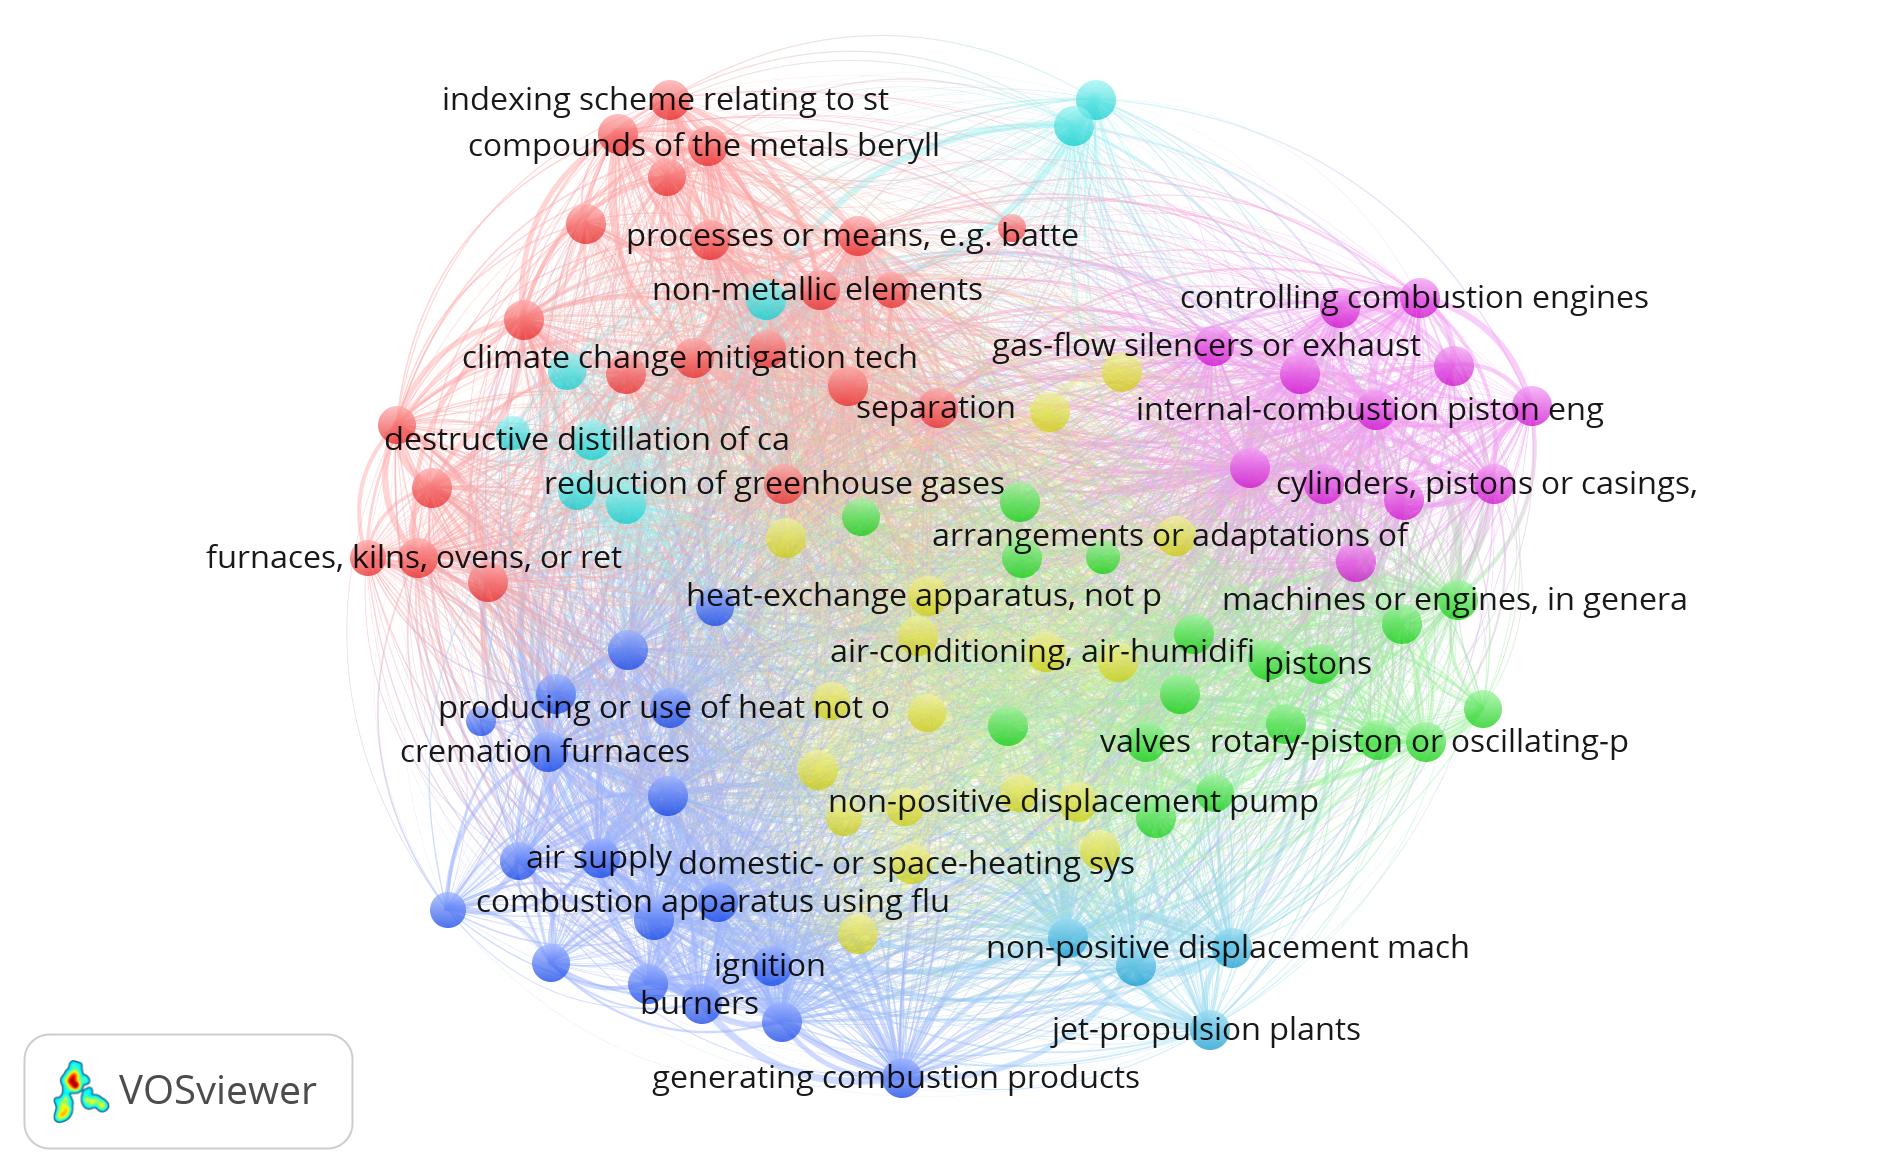 indexing scheme relating to st
compounds of the metals beryll
processes or means, e.g. batte
non-metallic elements
controlling combustion engines
gas-flow silencers or exhaust
climate change mitigation tech
separation
internal-combustion piston eng
destructive distillation of ca
reduction of greenhouse gases
cylinders, pistons or casings,
arrangements or adaptations of
furnaces, kilns, ovens, or ret
heat-exchange apparatus, not p
machines or engines, in genera
air-conditioning, air-humidifi
pistons
producing or use of heat not o
cremation furnaces
valves
rotary-piston or oscillating-p
non-positive displacement pump
air supply
domestic- or space-heating sys
combustion apparatus using flu
non-positive displacement mach
ignition
burners
jet-propulsion plants
generating combustion products
VOSviewer